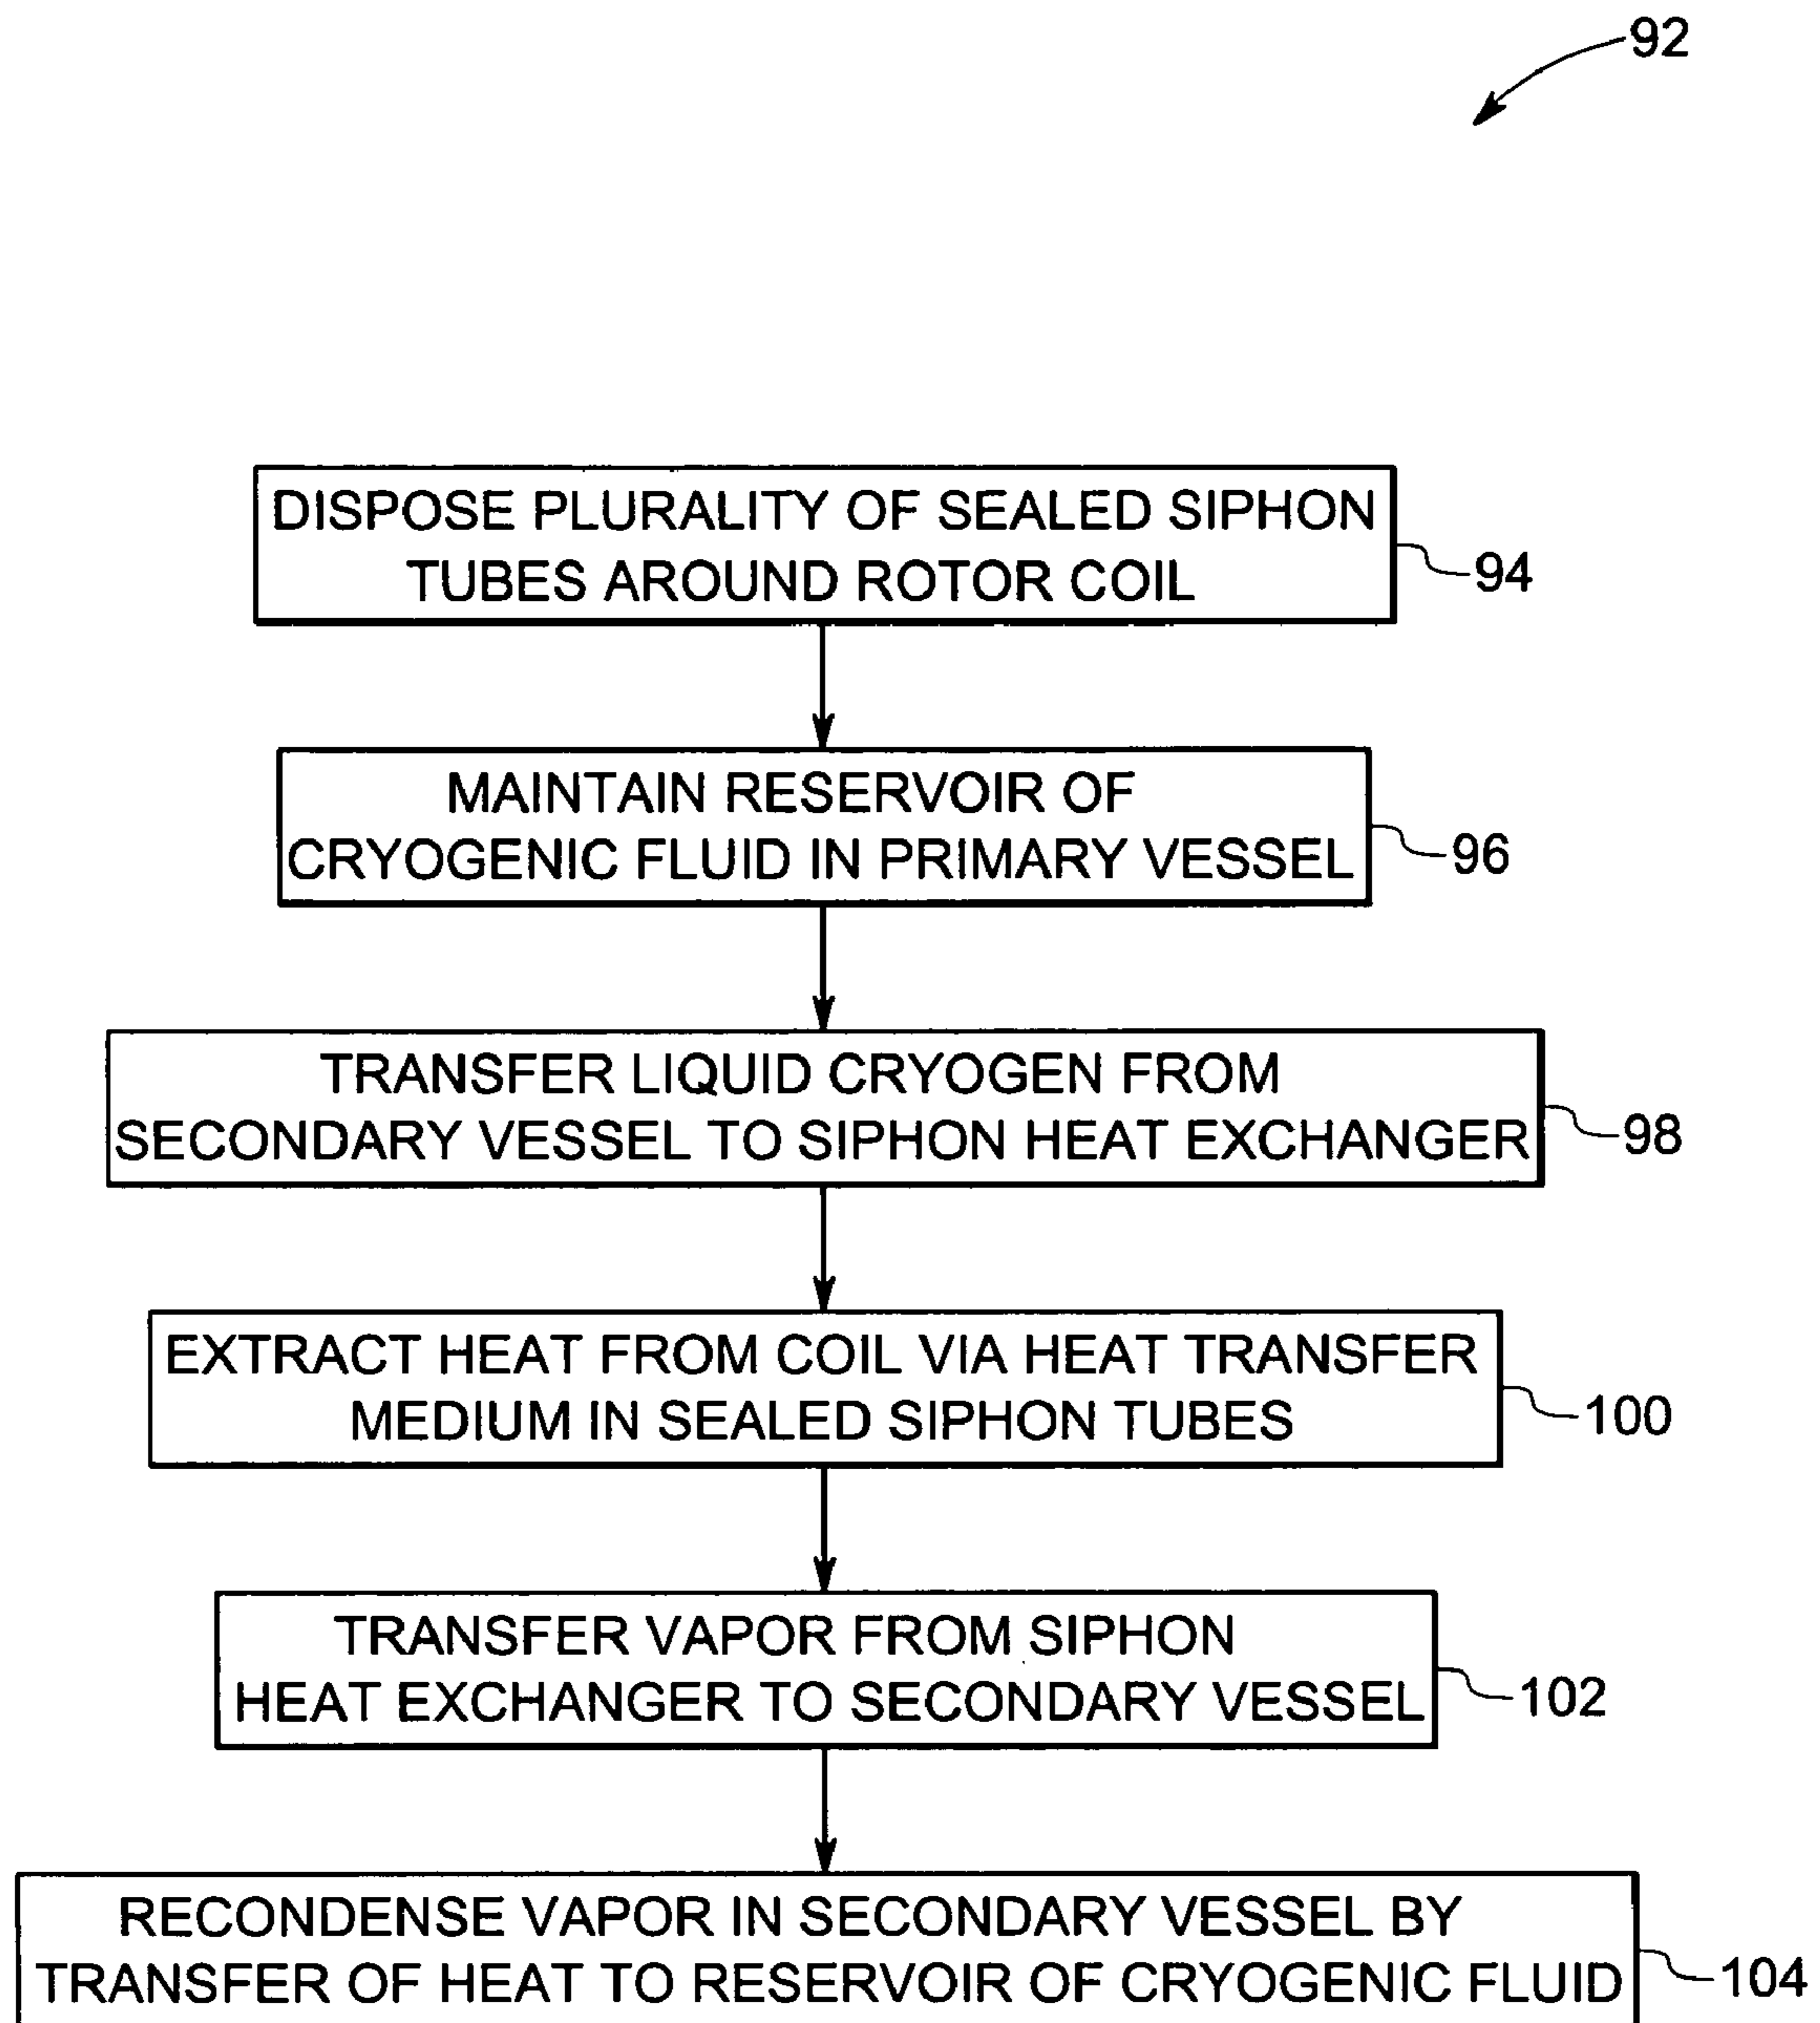 92
DISPOSE PLURALITY OF SEALED SIPHON
TUBES AROUND ROTOR COIL
94
MAINTAIN RESERVOIR OF
CRYOGENIC FLUID IN PRIMARY VESSEL
96
TRANSFER LIQUID CRYOGEN FROM
SECONDARY VESSEL TO SIPHON HEAT EXCHANGER
98
EXTRACT HEAT FROM COIL VIA HEAT TRANSFER
MEDIUM IN SEALED SIPHON TUBES
100
TRANSFER VAPOR FROM SIPHON
HEAT EXCHANGER TO SECONDARY VESSEL
102
RECONDENSE VAPOR IN SECONDARY VESSEL BY
TRANSFER OF HEAT TO RESERVOIR OF CRYOGENIC FLUID
104